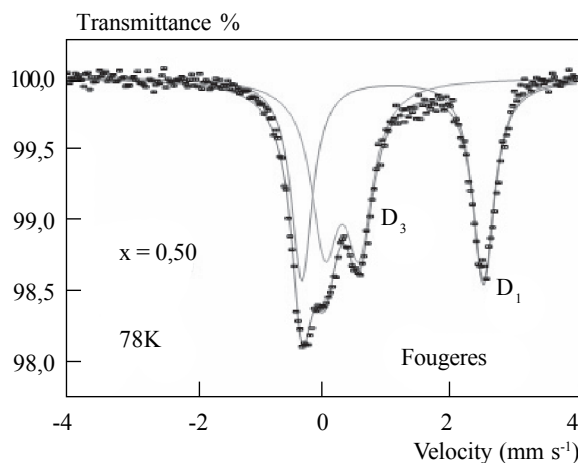 Transmittance %
100,0
99,5
99,0
98,5
98,0
D3
D1
x = 0,50
78K
Fougeres
-4 -2 0 2 4
Velocity (mm s-1)